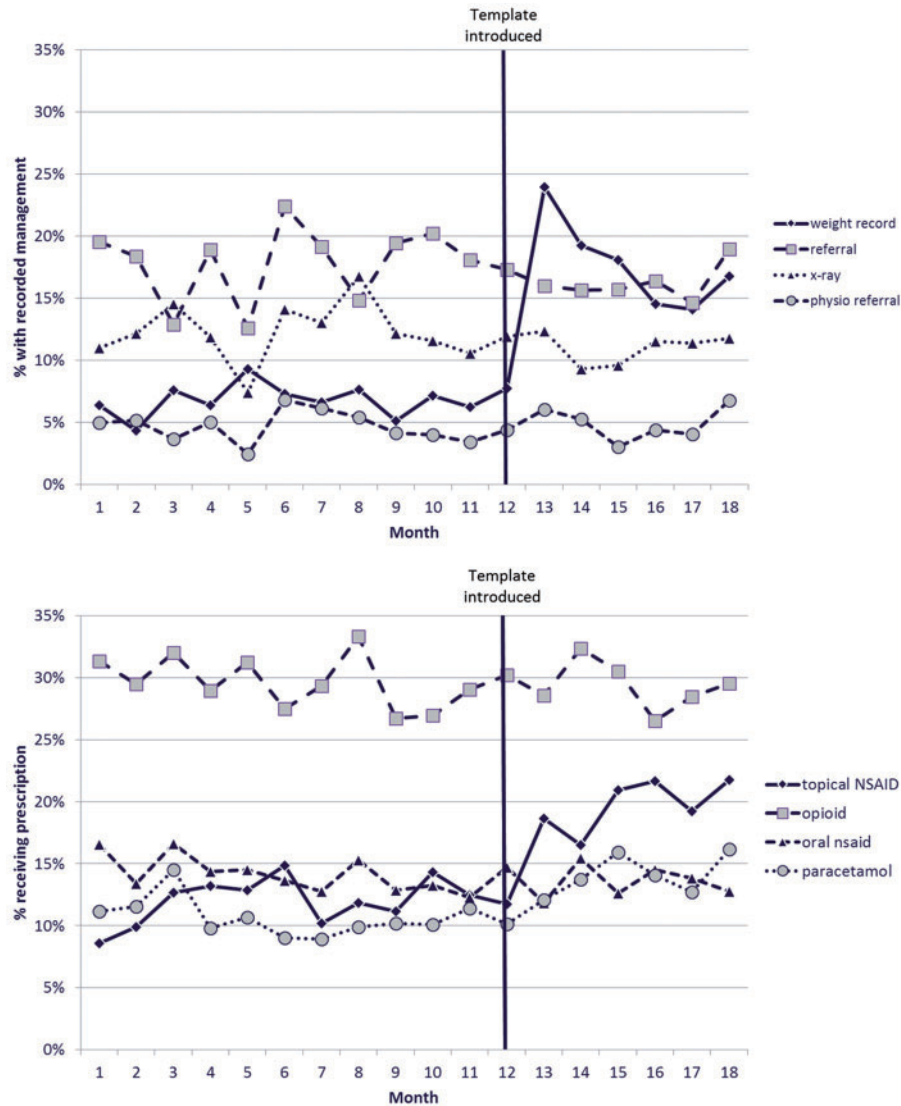 Template
introduced
35%
30%
25%
20%
15%
10%
5%
0%
% with recorded management
1 2 3 4 5 6 7 8 9 10 11 12 13 14 15 16 17 18
Month
weight record
referral
x-ray
physio referral
Template
introduced
35%
30%
25%
20%
15%
10%
5%
0%
% receiving prescription
1 2 3 4 5 6 7 8 9 10 11 12 13 14 15 16 17 18
Month
topical NSAID
opioid
oral nsaid
paracetamol